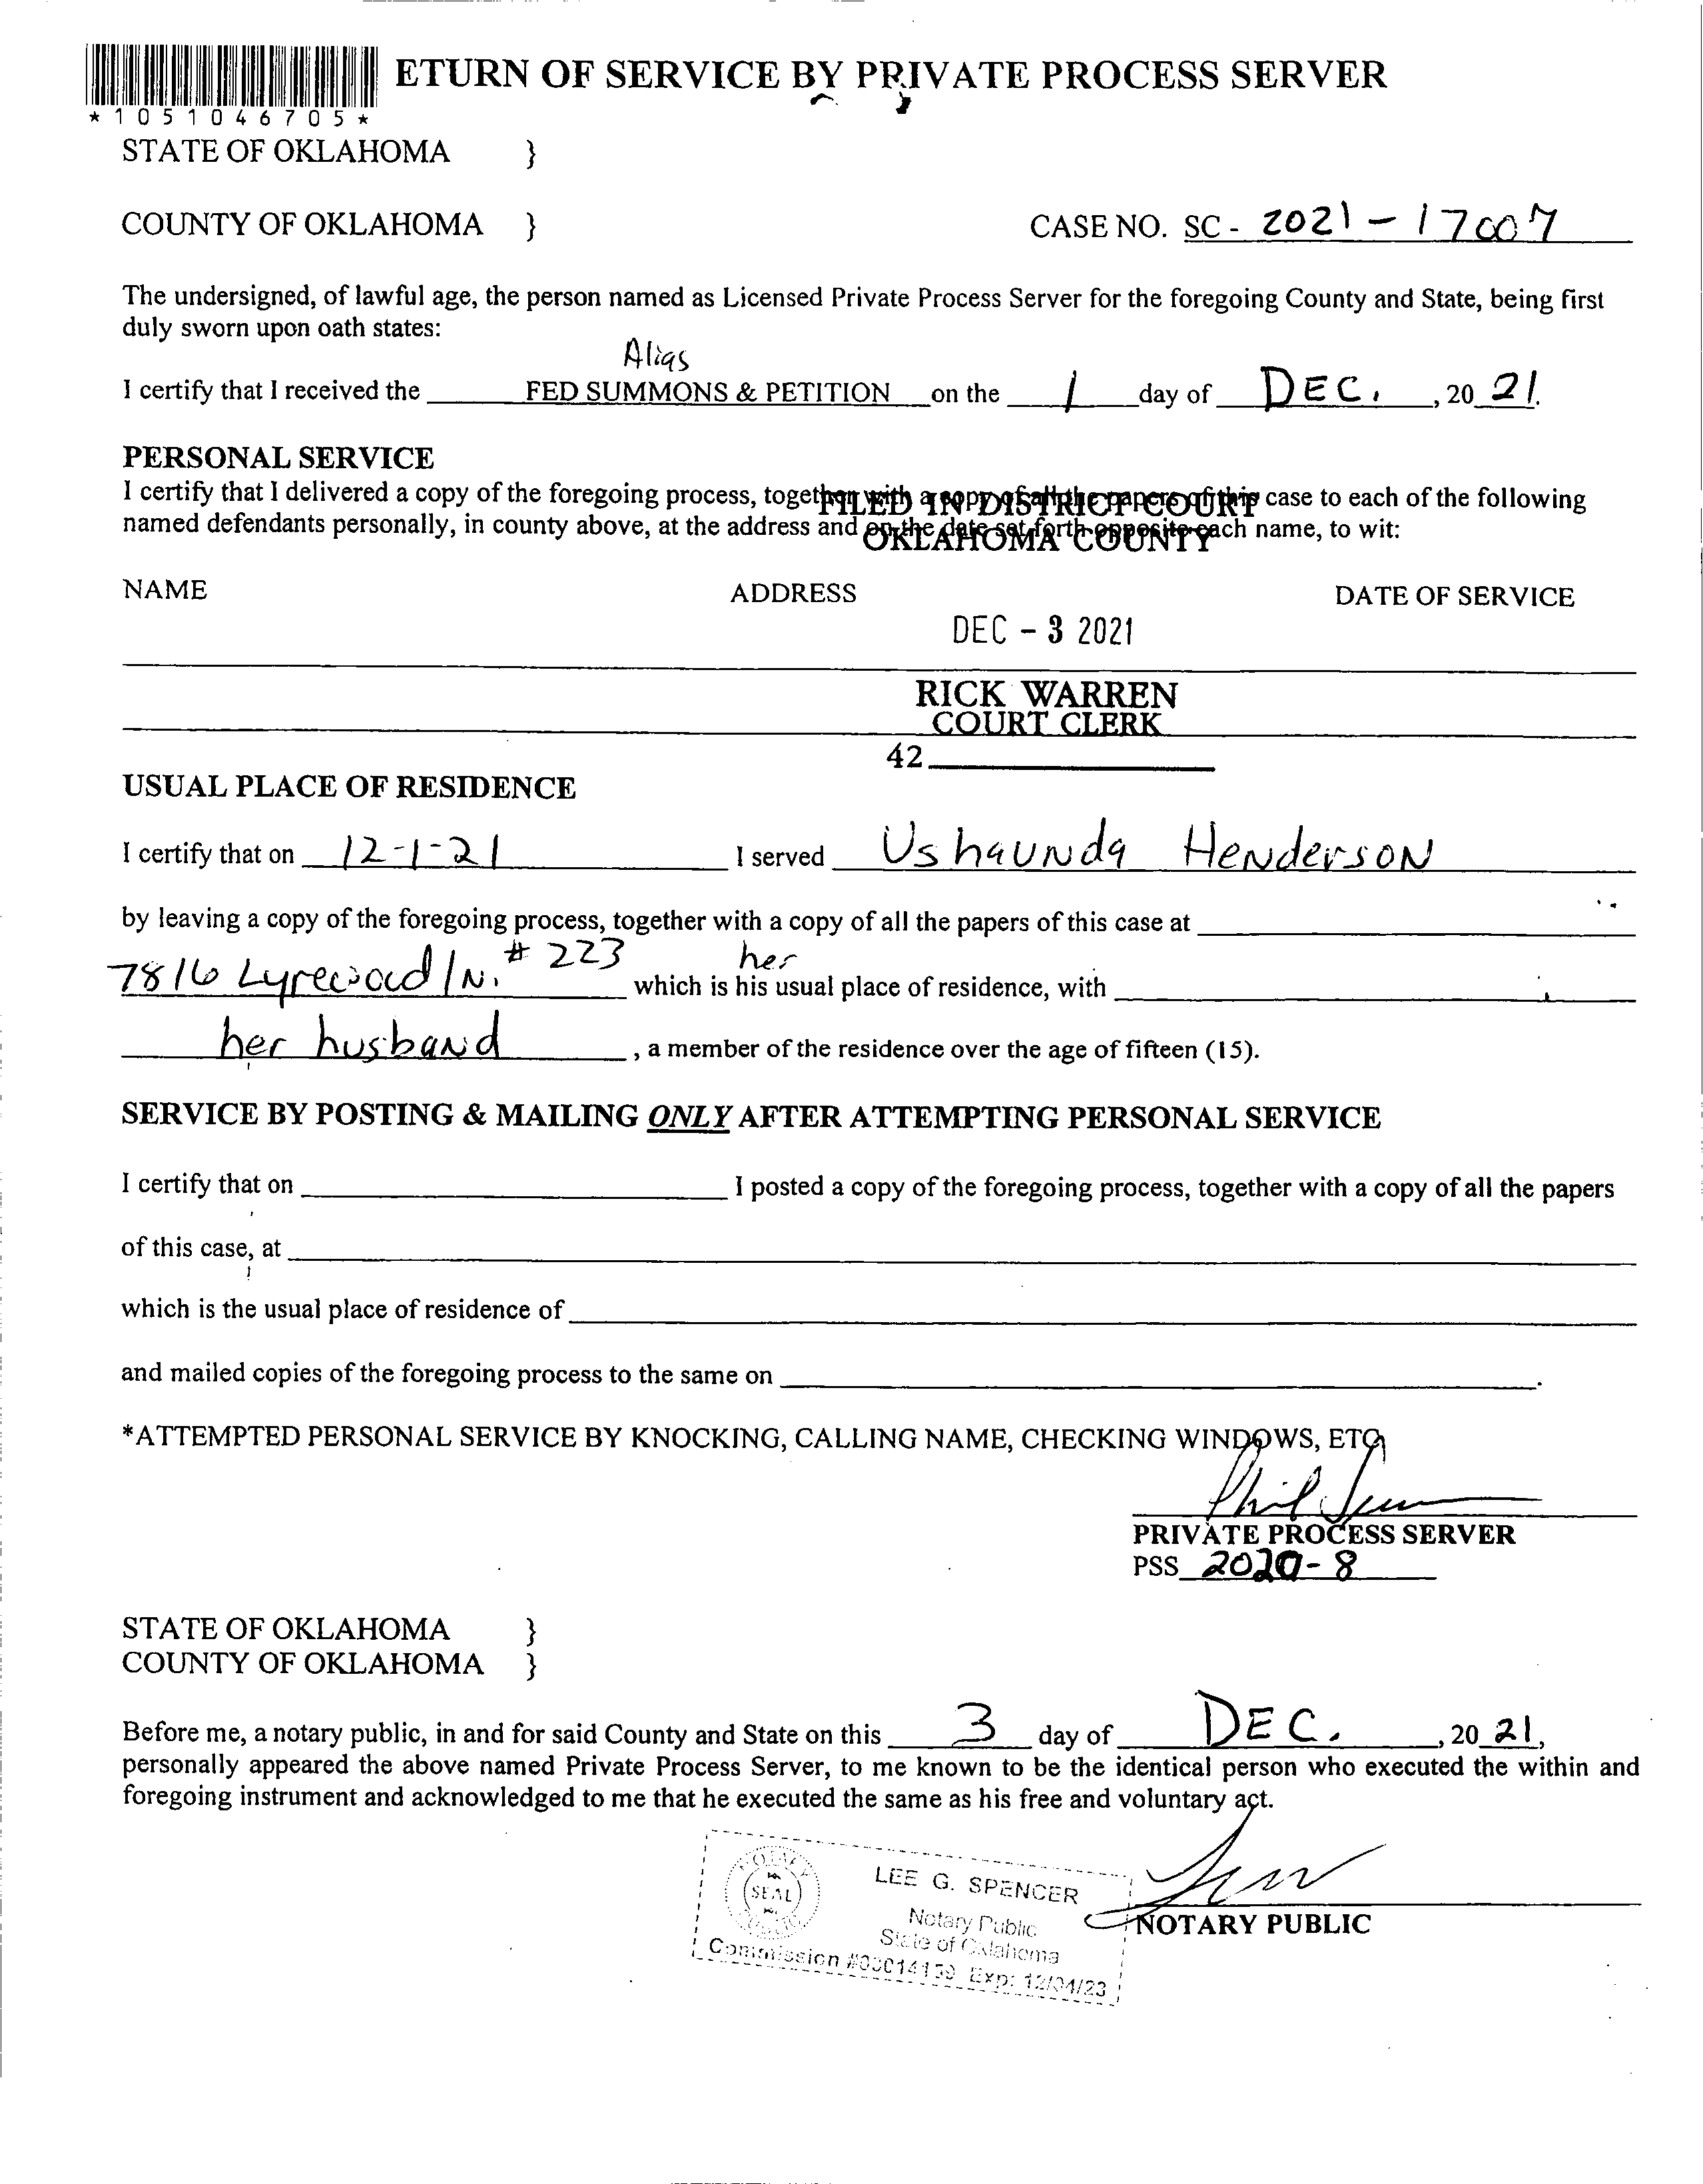 ETURN OF SERVICE BY PRIVATE PROCESS SERVER
*1051046705*
STATE OF OKLAHOMA }
COUNTY OF OKLAHOMA } CASE NO. SC - 2021 - 17007
The undersigned, of lawful age, the person named as Licensed Private Process Server for the foregoing County and State, being first
duly sworn upon oath states:
Alias
I certify that I received the FED SUMMONS & PETITION on the 1 day of DEC. , 20 21.
PERSONAL SERVICE
I certify that I delivered a copy of the foregoing process, together with a copy of all the papers of this case to each of the following
FILED IN DISTRICT COURT
named defendants personally, in county above, at the address and on the date set forth opposite each name, to wit:
OKLAHOMA COUNTY
NAME ADDRESS DATE OF SERVICE
DEC - 3 2021
RICK WARREN
COURT CLERK
42
USUAL PLACE OF RESIDENCE
I certify that on 12-1-21 I served Ushaunda Henderson
by leaving a copy of the foregoing process, together with a copy of all the papers of this case at
her
7816 Lyrewood ln. # 223 which is his usual place of residence, with
her husband , a member of the residence over the age of fifteen (15).
SERVICE BY POSTING & MAILING ONLY AFTER ATTEMPTING PERSONAL SERVICE
I certify that on I posted a copy of the foregoing process, together with a copy of all the papers
of this case, at
which is the usual place of residence of
and mailed copies of the foregoing process to the same on .
*ATTEMPTED PERSONAL SERVICE BY KNOCKING, CALLING NAME, CHECKING WINDOWS, ETC
PRIVATE PROCESS SERVER
PSS 2020-8
STATE OF OKLAHOMA }
COUNTY OF OKLAHOMA }
Before me, a notary public, in and for said County and State on this 3 day of DEC. , 20 21,
personally appeared the above named Private Process Server, to me known to be the identical person who executed the within and
foregoing instrument and acknowledged to me that he executed the same as his free and voluntary act.
SEAL
LEE G. SPENCER
Notary Public
State of Oklahoma
Commission Exp: 12/04/23
NOTARY PUBLIC